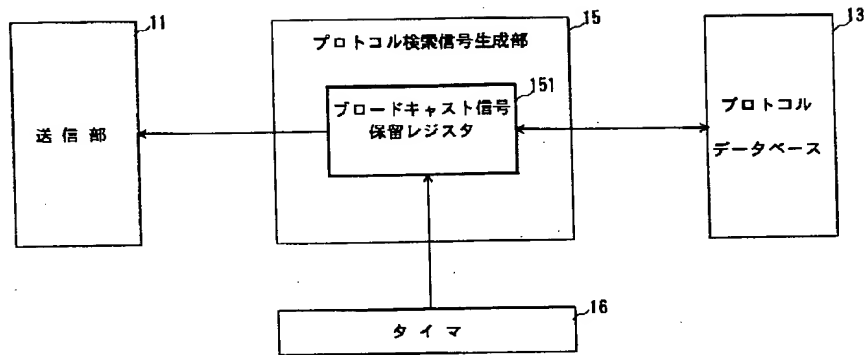 11
送信部
15
プロトコル検索信号生成部
151
ブロードキャスト信号
保留レジスタ
13
プロトコル
データベース
16
タイマ